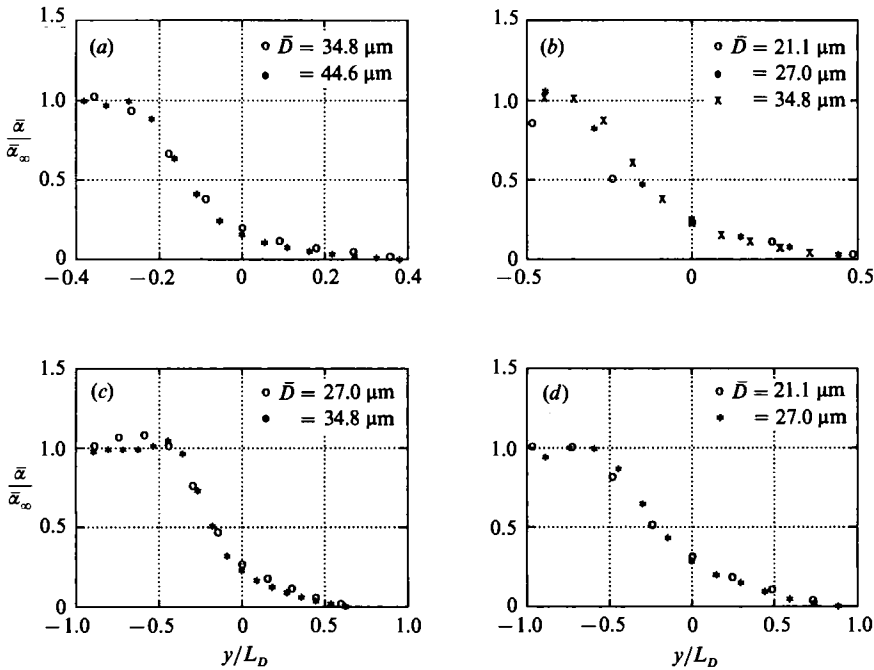 1.5
(a)
o D̄ = 34.8 μm
* = 44.6 μm
1.0
ᾱ
ᾱ∞
0.5
0
−0.4 −0.2 0 0.2 0.4
1.5
(b)
o D̄ = 21.1 μm
* = 27.0 μm
x = 34.8 μm
1.0
0.5
0
−0.5 0 0.5
1.5
(c)
o D̄ = 27.0 μm
* = 34.8 μm
1.0
ᾱ
ᾱ∞
0.5
0
−1.0 −0.5 0 0.5 1.0
y/L_D
1.5
(d)
o D̄ = 21.1 μm
* = 27.0 μm
1.0
0.5
0
−1.0 −0.5 0 0.5 1.0
y/L_D